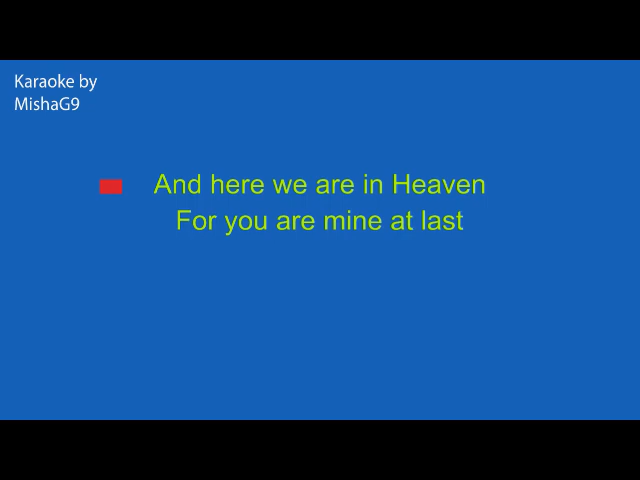 Karaoke by
MishaG9
And here we are in Heaven
For you are mine at last